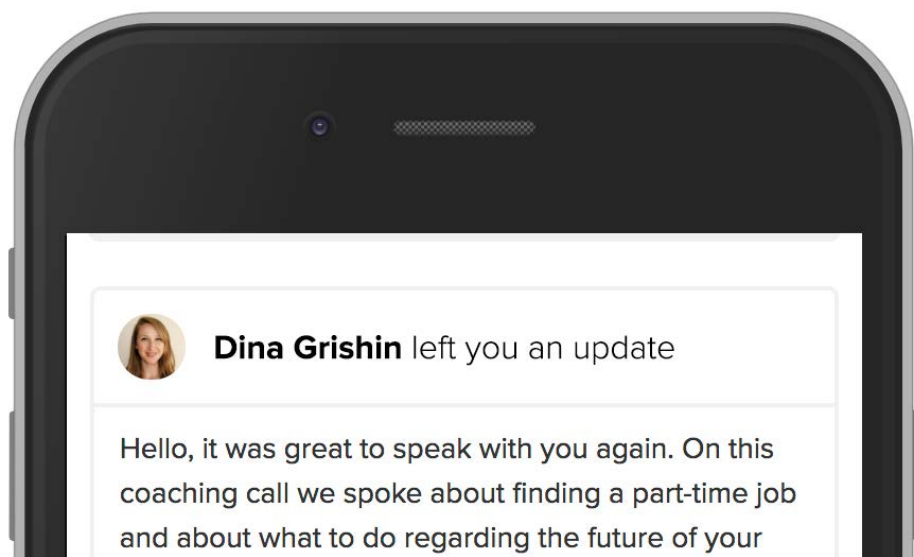 Dina Grishin left you an update
Hello, it was great to speak with you again. On this
coaching call we spoke about finding a part-time job
and about what to do regarding the future of your